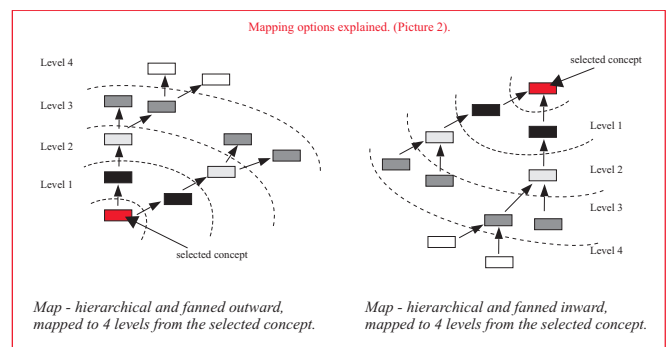 Mapping options explained. (Picture 2).
Level 4
Level 3
Level 2
Level 1
selected concept
selected concept
Level 1
Level 2
Level 3
Level 4
Map - hierarchical and fanned outward,
mapped to 4 levels from the selected concept.
Map - hierarchical and fanned inward,
mapped to 4 levels from the selected concept.